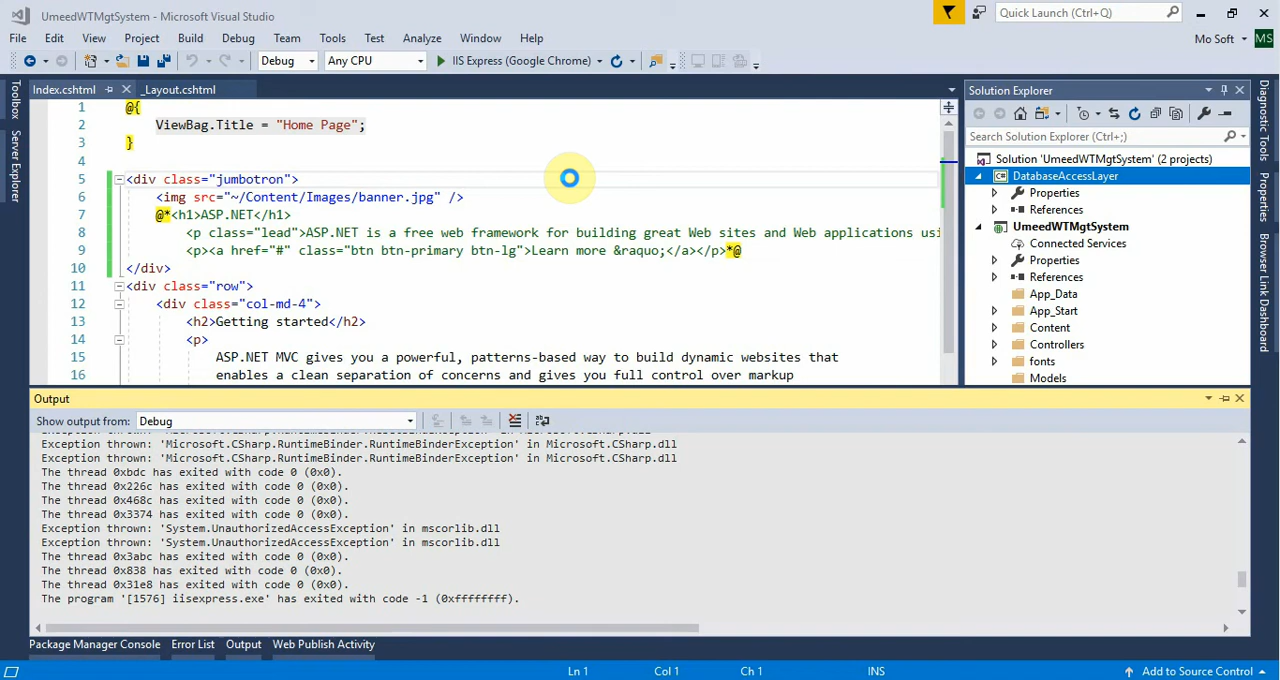 UmeedWTMgtSystem - Microsoft Visual Studio
Quick Launch (Ctrl+Q)
File Edit View Project Build Debug Team Tools Test Analyze Window Help
Mo Soft MS
Debug Any CPU IIS Express (Google Chrome)
Index.cshtml _Layout.cshtml
Toolbox
Server Explorer
1 @{
2 ViewBag.Title = "Home Page";
3 }
4
5 <div class="jumbotron">
6 <img src="~/Content/Images/banner.jpg" />
7 @*<h1>ASP.NET</h1>
8 <p class="lead">ASP.NET is a free web framework for building great Web sites and Web applications usi
9 <p><a href="#" class="btn btn-primary btn-lg">Learn more &raquo;</a></p>*@
10 </div>
11 <div class="row">
12 <div class="col-md-4">
13 <h2>Getting started</h2>
14 <p>
15 ASP.NET MVC gives you a powerful, patterns-based way to build dynamic websites that
16 enables a clean separation of concerns and gives you full control over markup
Solution Explorer
Search Solution Explorer (Ctrl+;)
Solution 'UmeedWTMgtSystem' (2 projects)
C# DatabaseAccessLayer
Properties
References
UmeedWTMgtSystem
Connected Services
Properties
References
App_Data
App_Start
Content
Controllers
fonts
Models
Diagnostic Tools
Properties
Browser Link Dashboard
Output
Show output from: Debug
Exception thrown: 'Microsoft.CSharp.RuntimeBinder.RuntimeBinderException' in Microsoft.CSharp.dll
Exception thrown: 'Microsoft.CSharp.RuntimeBinder.RuntimeBinderException' in Microsoft.CSharp.dll
The thread 0xbdc has exited with code 0 (0x0).
The thread 0x226c has exited with code 0 (0x0).
The thread 0x468c has exited with code 0 (0x0).
The thread 0x3374 has exited with code 0 (0x0).
Exception thrown: 'System.UnauthorizedAccessException' in mscorlib.dll
Exception thrown: 'System.UnauthorizedAccessException' in mscorlib.dll
The thread 0x3abc has exited with code 0 (0x0).
The thread 0x838 has exited with code 0 (0x0).
The thread 0x31e8 has exited with code 0 (0x0).
The program '[1576] iisexpress.exe' has exited with code -1 (0xffffffff).
Package Manager Console Error List Output Web Publish Activity
Ln 1 Col 1 Ch 1 INS Add to Source Control